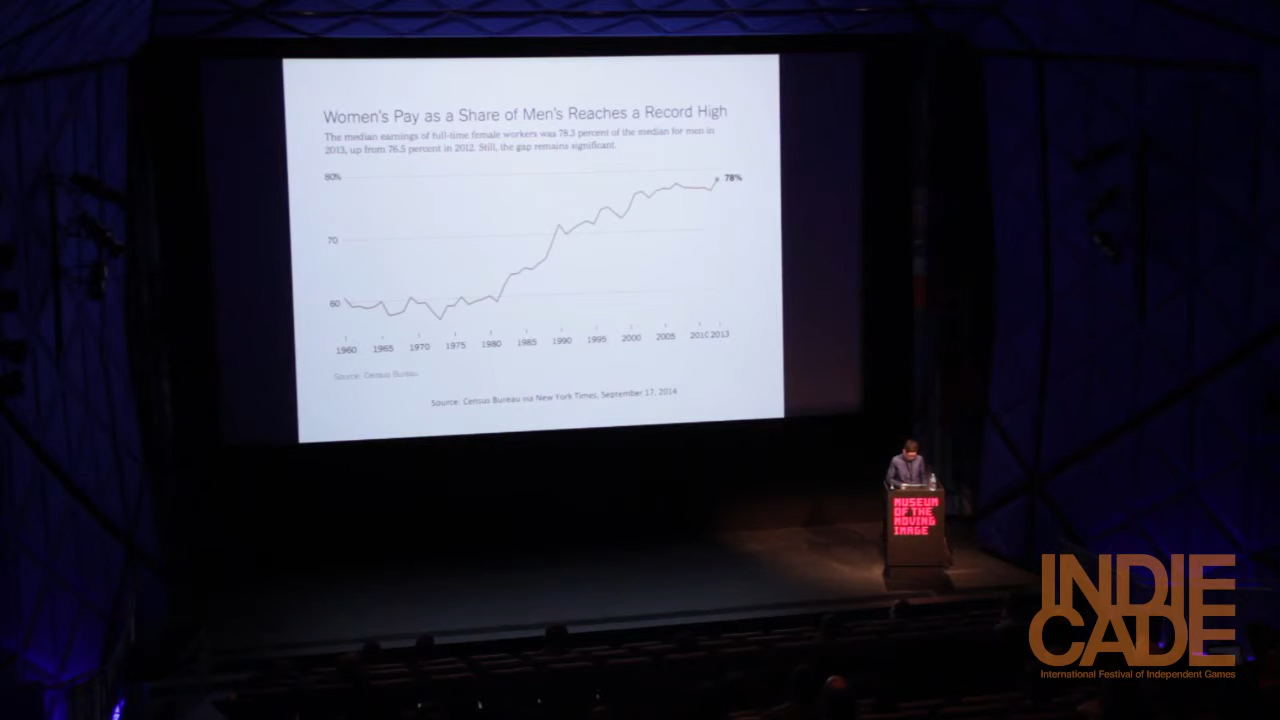 Women's Pay as a Share of Men's Reaches a Record High
The median earnings of full-time female workers was 78.3 percent of the median for men in
2013, up from 76.5 percent in 2012. Still, the gap remains significant.
80%
78%
70
60
1960 1965 1970 1975 1980 1985 1990 1995 2000 2005 2010 2013
Source: Census Bureau
Source: Census Bureau via New York Times, September 17, 2014
MUSEUM
OF THE
MOVING
IMAGE
INDIE
CADE
International Festival of Independent Games